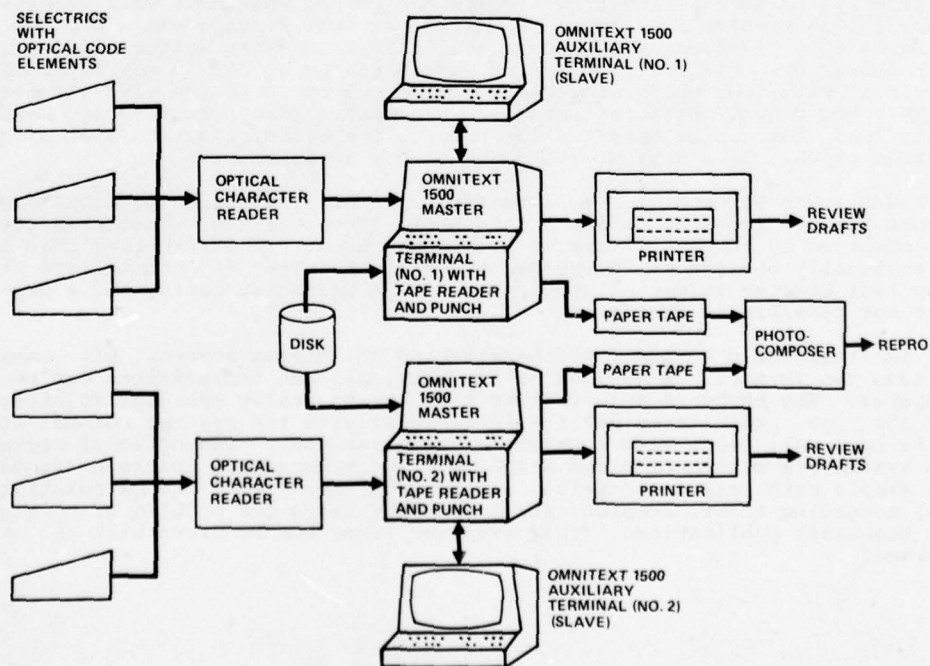 SELECTRICS
WITH
OPTICAL CODE
ELEMENTS
OMNITEXT 1500
AUXILIARY
TERMINAL (NO. 1)
(SLAVE)
OPTICAL
CHARACTER
READER
OMNITEXT
1500
MASTER
TERMINAL
(NO. 1) WITH
TAPE READER
AND PUNCH
PRINTER
REVIEW
DRAFTS
DISK
PAPER TAPE
PAPER TAPE
PHOTO-
COMPOSER
REPRO
OMNITEXT
1500
MASTER
TERMINAL
(NO. 2) WITH
TAPE READER
AND PUNCH
OPTICAL
CHARACTER
READER
PRINTER
REVIEW
DRAFTS
OMNITEXT 1500
AUXILIARY
TERMINAL (NO. 2)
(SLAVE)